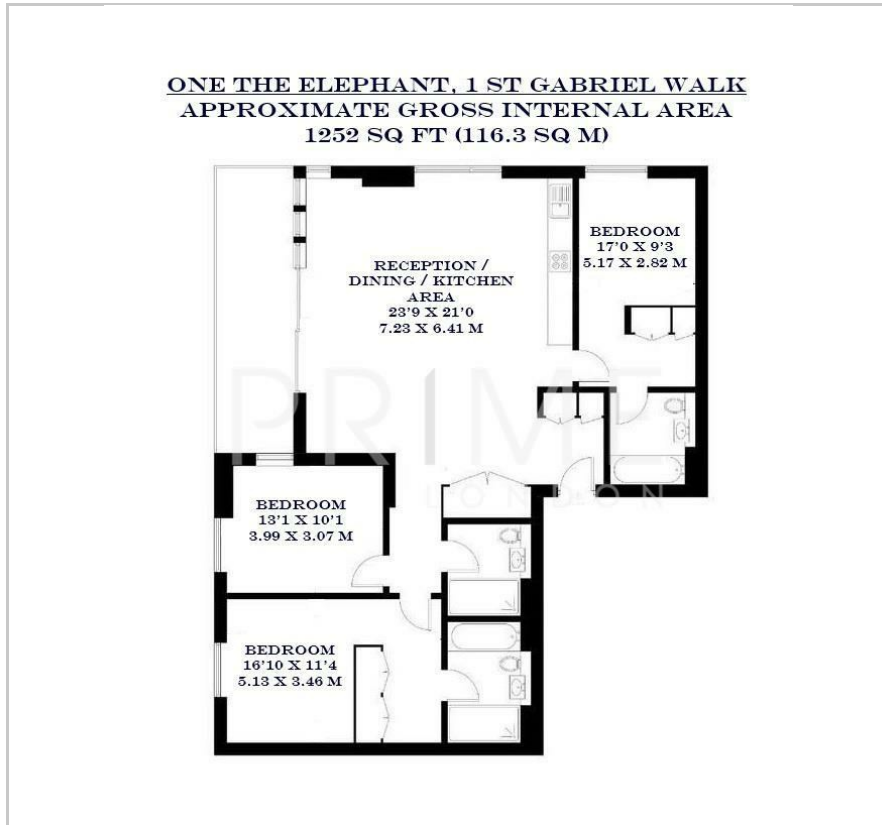 ONE THE ELEPHANT, 1 ST GABRIEL WALK
APPROXIMATE GROSS INTERNAL AREA
1252 SQ FT (116.3 SQ M)
BEDROOM
17'0 X 9'3
5.17 X 2.82 M
RECEPTION /
DINING / KITCHEN
AREA
23'9 X 21'0
7.23 X 6.41 M
PRIME
LONDON
BEDROOM
13'1 X 10'1
3.99 X 3.07 M
BEDROOM
16'10 X 11'4
5.13 X 3.46 M